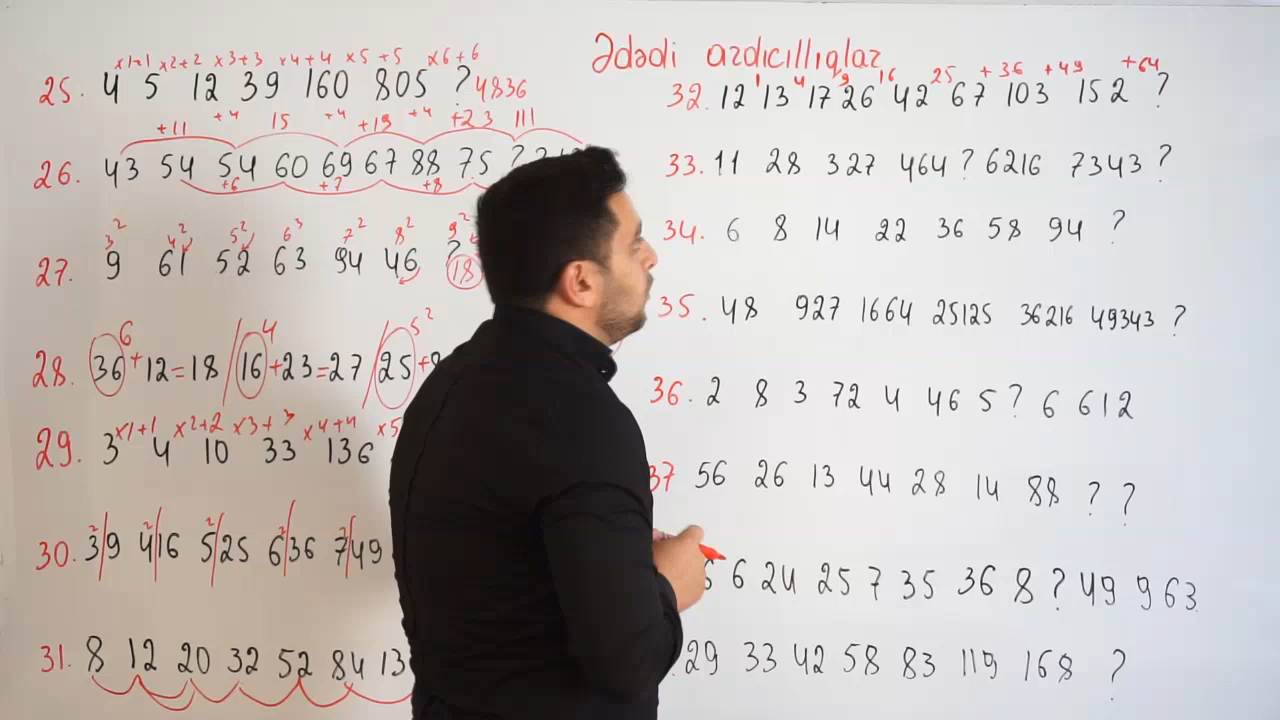 Ədədi ardıcıllıqlar
x1+1 x2+2 x3+3 x4+4 x5+5 x6+6
25. 4 5 12 39 160 805 ? 4836
+11 +4 15 +4 +19 +4 +23 111
26. 43 54 54 60 69 67 88 75 ?
+6 +7 +8
3² 4² 5² 6³ 7² 8² 9²
27. 9 61 52 63 94 46 ? 18
6 4 5²
28. 36 +12=18 / 16 +23=27 / 25 +
x1+1 x2+2 x3+3 x4+4 x5
29. 3 4 10 33 136
30. 3²/9 4²/16 5²/25 6²/36 7²/49
31. 8 12 20 32 52 84 13
1 4 9 16 25 +36 +49 +64
32. 12 13 17 26 42 67 103 152 ?
33. 11 28 327 464 ? 6216 7343 ?
34. 6 8 14 22 36 58 94 ?
35. 48 927 1664 25125 36216 49343 ?
36. 2 8 3 72 4 46 5 ? 6 612
37 56 26 13 44 28 14 88 ? ?
6 24 25 7 35 36 8 ? 49 9 63
29 33 42 58 83 119 168 ?